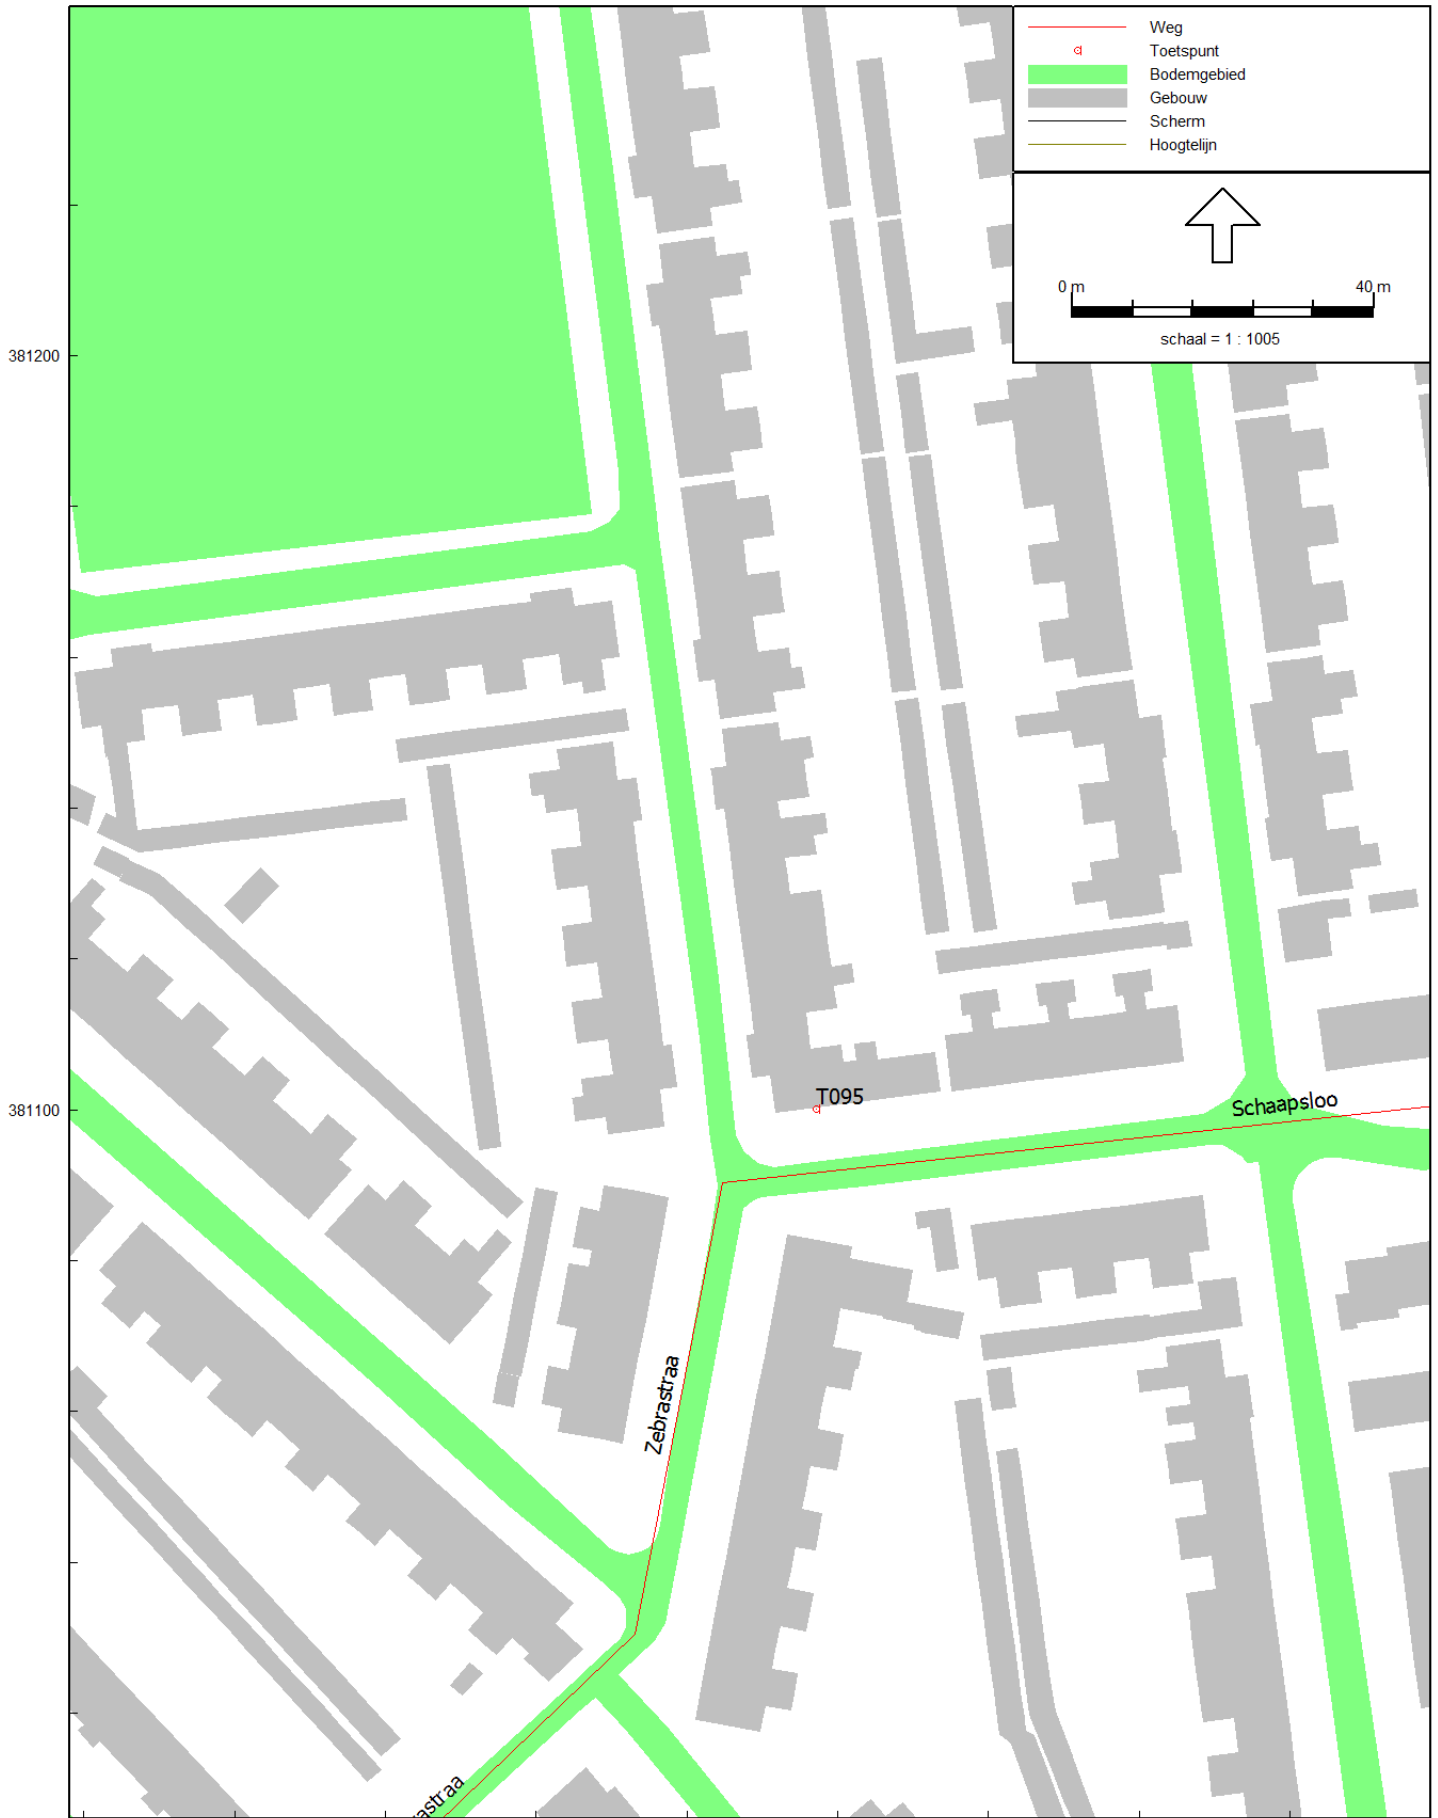 Weg
Toetspunt
Bodemgebied
Gebouw
Scherm
Hoogtelijn
0 m 40 m
schaal = 1 : 1005
381200
381100
T095
Schaapsloo
Zebrastraa
astraa